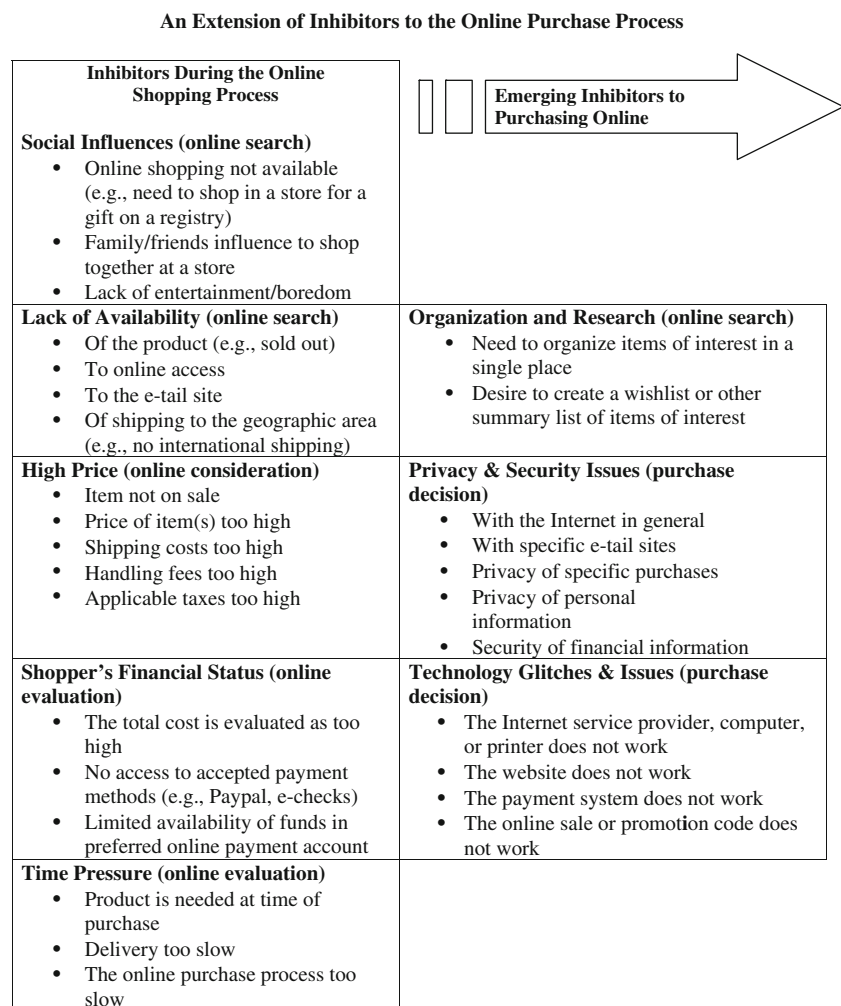 An Extension of Inhibitors to the Online Purchase Process
Inhibitors During the Online
Shopping Process
Emerging Inhibitors to
Purchasing Online
Social Influences (online search)
• Online shopping not available
(e.g., need to shop in a store for a
gift on a registry)
• Family/friends influence to shop
together at a store
• Lack of entertainment/boredom
Lack of Availability (online search)
• Of the product (e.g., sold out)
• To online access
• To the e-tail site
• Of shipping to the geographic area
(e.g., no international shipping)
Organization and Research (online search)
• Need to organize items of interest in a
single place
• Desire to create a wishlist or other
summary list of items of interest
High Price (online consideration)
• Item not on sale
• Price of item(s) too high
• Shipping costs too high
• Handling fees too high
• Applicable taxes too high
Privacy & Security Issues (purchase
decision)
• With the Internet in general
• With specific e-tail sites
• Privacy of specific purchases
• Privacy of personal
information
• Security of financial information
Shopper's Financial Status (online
evaluation)
• The total cost is evaluated as too
high
• No access to accepted payment
methods (e.g., Paypal, e-checks)
• Limited availability of funds in
preferred online payment account
Technology Glitches & Issues (purchase
decision)
• The Internet service provider, computer,
or printer does not work
• The website does not work
• The payment system does not work
• The online sale or promotion code does
not work
Time Pressure (online evaluation)
• Product is needed at time of
purchase
• Delivery too slow
• The online purchase process too
slow